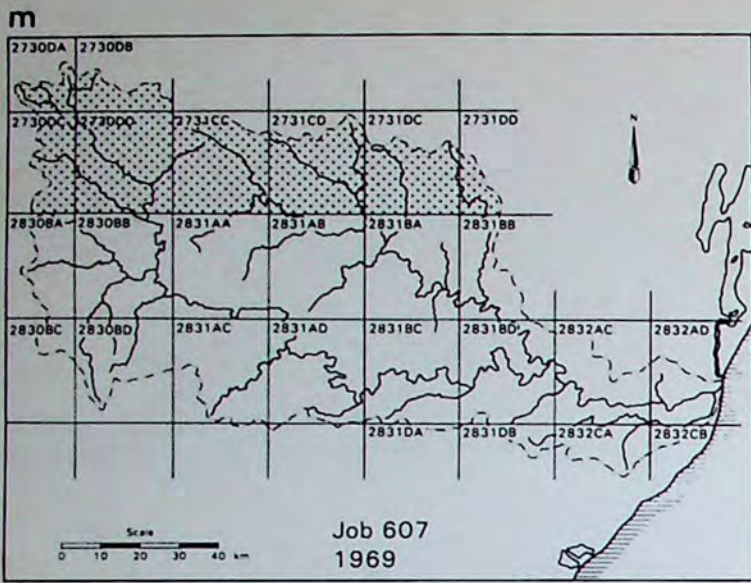 m
2730DA 2730DB
2730DC 2730DD 2731CC 2731CD 2731DC 2731DD
N
2830BA 2830BB 2831AA 2831AB 2831BA 2831BB
2830BC 2830BD 2831AC 2831AD 2831BC 2831BD 2832AC 2832AD
2831DA 2831DB 2832CA 2832CB
Scale
0 10 20 30 40 km
Job 607
1969